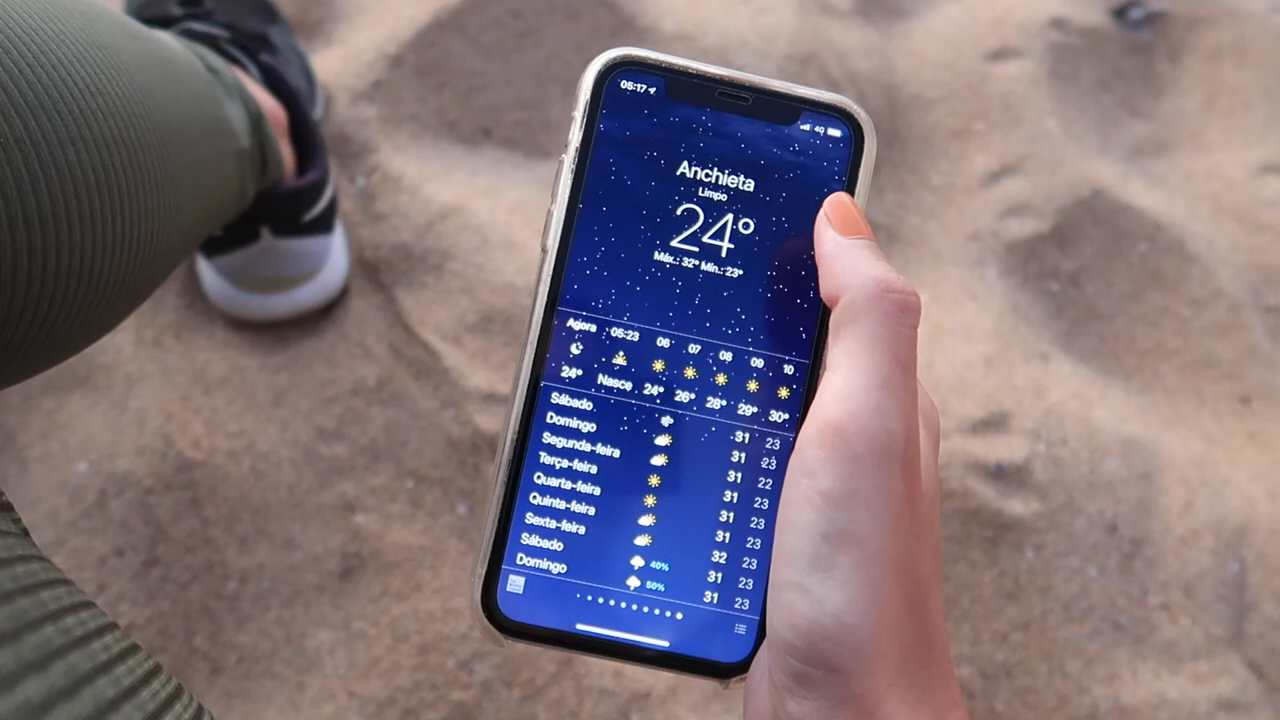 05:17 4G
Anchieta
Limpo
24°
Máx.: 32° Mín.: 23°
Agora 05:23 06 07 08 09 10
24° Nasce 24° 26° 28° 29° 30°
Sábado 31 23
Domingo 31 23
Segunda-feira 31 22
Terça-feira 31 23
Quarta-feira 31 23
Quinta-feira 31 23
Sexta-feira 32 23
Sábado 40% 31 23
Domingo 50% 31 23